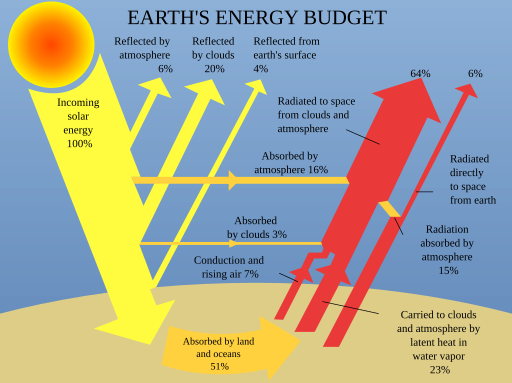 EARTH'S ENERGY BUDGET
Reflected by
atmosphere
6%
Reflected
by clouds
20%
Reflected from
earth's surface
4%
64%
6%
Incoming
solar
energy
100%
Radiated to space
from clouds and
atmosphere
Absorbed by
atmosphere 16%
Radiated
directly
to space
from earth
Absorbed
by clouds 3%
Radiation
absorbed by
atmosphere
15%
Conduction and
rising air 7%
Carried to clouds
and atmosphere by
latent heat in
water vapor
23%
Absorbed by land
and oceans
51%